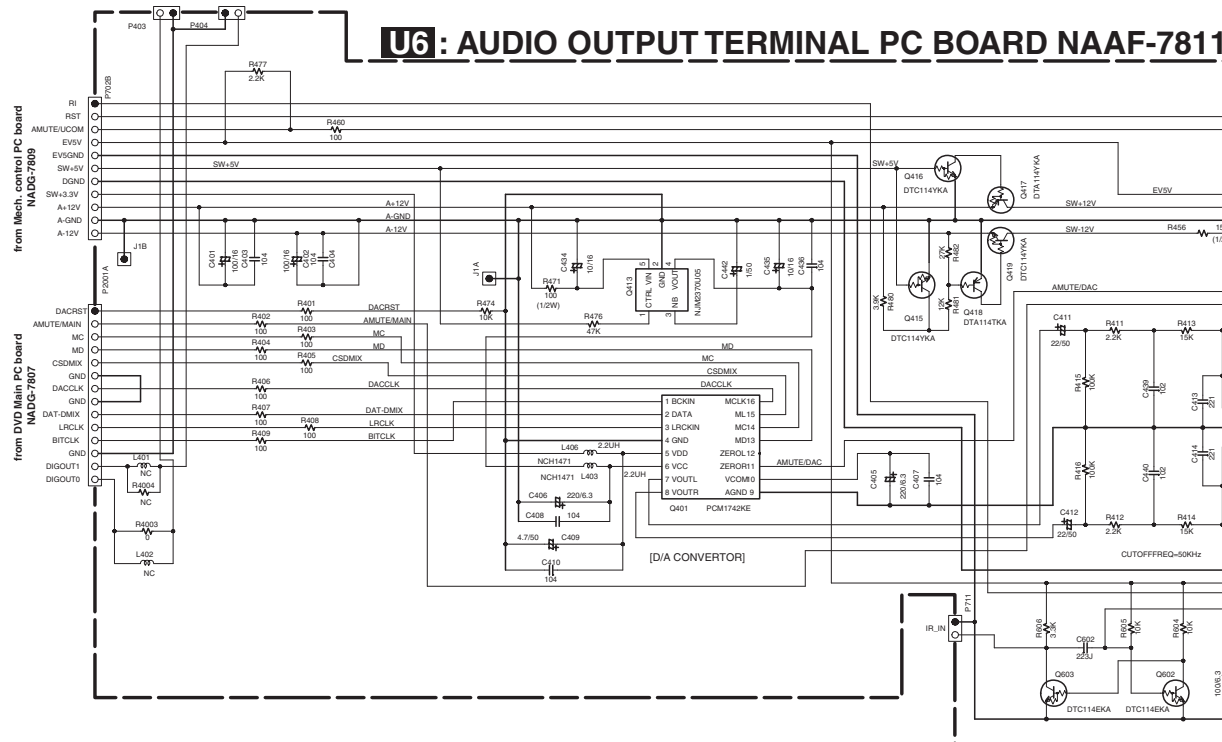 U6 : AUDIO OUTPUT TERMINAL PC BOARD NAAF-7811
P403
P404
R477
2.2K
P702B
from Mech. control PC board
NADG-7809
RI
RST
AMUTE/UCOM
EV5V
EV5GND
SW+5V
DGND
SW+3.3V
A+12V
A-GND
A-12V
R460
100
SW+5V
A+12V
A-GND
A-12V
SW+5V
Q416
DTC114YKA
Q417
DTA114YKA
EV5V
SW+12V
SW-12V
R456
J1B
C401
100/16
C403
104
100/16
C402
104
C404
J1A
C434
10/16
R471
100
(1/2W)
Q413
5
2
4
CTRL VIN
GND
NB VOUT
1
3
NJM2370U05
C442
1/50
C435
10/16
C436
104
R476
47K
3.9K
R480
Q415
DTC114YKA
27K
R482
12K
R481
Q418
DTA114TKA
Q419
DTC114YKA
AMUTE/DAC
P2001A
from DVD Main PC board
NADG-7807
DACRST
AMUTE/MAIN
MC
MD
CSDMIX
GND
DACCLK
GND
DAT-DMIX
LRCLK
BITCLK
GND
DIGOUT1
DIGOUT0
R401
100
R402
100
R403
100
R404
100
R405
100
R406
100
R407
100
R408
100
R409
100
DACRST
AMUTE/MAIN
MC
MD
CSDMIX
DACCLK
DAT-DMIX
LRCLK
BITCLK
R474
10K
MD
MC
CSDMIX
DACCLK
1 BCKIN
2 DATA
3 LRCKIN
4 GND
5 VDD
6 VCC
7 VOUTL
8 VOUTR
MCLK16
ML15
MC14
MD13
ZEROL12
ZEROR11
VCOM10
AGND 9
Q401
PCM1742KE
AMUTE/DAC
L406
2.2UH
NCH1471
NCH1471
L403
2.2UH
C406
220/6.3
C408
104
4.7/50
C409
C410
104
[D/A CONVERTOR]
C405
220/6.3
C407
104
L401
NC
R4004
NC
R4003
0
L402
NC
C411
22/50
R411
2.2K
R413
15K
R415
100K
C439
102
C413
221
R416
100K
C440
102
C414
221
C412
22/50
R412
2.2K
R414
15K
CUTOFFFREQ=50KHz
P711
IR_IN
R606
3.3K
C602
223J
R605
10K
R604
10K
Q603
DTC114EKA
Q602
DTC114EKA
100/6.3